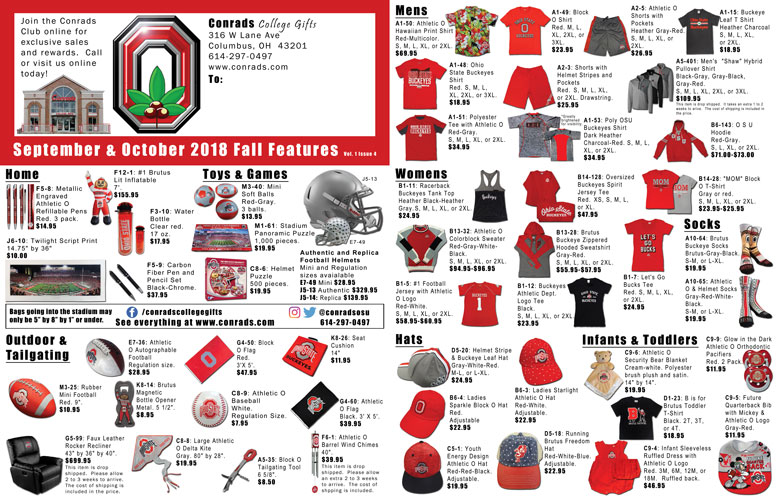 Join the Conrads
Club online for
exclusive sales
and rewards. Call
or visit us online
today!
Conrads College Gifts
316 W Lane Ave
Columbus, OH 43201
614-297-0497
www.conrads.com
To:
September & October 2018 Fall Features Vol. 1 Issue 4
Home
F5-8: Metallic
Engraved
Athletic O
Refillable Pens
Red. 3 pack.
$14.95
F12-1: #1 Brutus
Lit Inflatable
7'.
$155.95
F3-10: Water
Bottle
Clear red.
17 oz.
$17.95
J6-10: Twilight Script Print
14.75" by 36"
$10.00
F5-9: Carbon
Fiber Pen and
Pencil Set
Black-Chrome.
$37.95
Toys & Games
M3-40: Mini
Soft Balls
Red-Gray.
3 balls.
$13.95
M1-61: Stadium
Panoramic Puzzle
1,000 pieces.
$19.95
C8-6: Helmet
Puzzle
500 pieces.
$19.95
J5-13
E7-49
Authentic and Replica
Football Helmets
Mini and Regulation
sizes available
E7-49 Mini $28.95
J5-13 Authentic $329.95
J5-14: Replica $139.95
Bags going into the stadium may
only be 5" by 8" by 1" or under.
/conradscollegegifts
@conradsosu
See everything at www.conrads.com
614-297-0497
Outdoor &
Tailgating
E7-36: Athletic
O Autographable
Football
Regulation size.
$28.95
G4-50: Block
O Flag
Red.
3'X 5'.
$47.95
K8-26: Seat
Cushion
14"
$11.95
M3-25: Rubber
Mini Football
Red. 9".
$10.95
K8-14: Brutus
Magnetic
Bottle Opener
Metal. 5 1/2".
$8.95
C8-9: Athletic O
Baseball
White.
Regulation Size.
$7.95
G4-60: Athletic
O Flag
Black. 3' X 5'.
$39.95
G5-99: Faux Leather
Rocker Recliner
43" by 36" by 40".
$699.95
This item is drop
shipped. Please allow
2 to 3 weeks to arrive.
The cost of shipping is
included in the price.
C8-8: Large Athletic
O Delta Kite
Gray. 80" by 28".
$19.95
A5-35: Block O
Tailgating Tool
6 5/8".
$8.50
F6-1: Athletic O
Barrel Wind Chimes
40".
$39.95
This item is drop
shipped. Please allow
an extra 2 to 3 weeks
to arrive. The cost of
shipping is included.
Mens
A1-50: Athletic O
Hawaiian Print Shirt
Red-Multicolor.
S, M, L, XL, or 2XL.
$69.95
A1-49: Block
O Shirt
Red. M, L,
XL, 2XL, or
3XL.
$23.95
A2-5: Athletic O
Shorts with
Pockets
Heather Gray-Red.
S, M, L, XL, or
2XL.
$26.95
A1-15: Buckeye
Leaf T Shirt
Heather Charcoal
S, M, L, XL,
or 2XL.
$18.95
A1-48: Ohio
State Buckeyes
Shirt
Red. S, M, L,
XL, 2XL, or 3XL.
$18.95
A2-3: Shorts with
Helmet Stripes and
Pockets
Red. S, M, L, XL,
or 2XL. Drawstring.
$25.95
A5-401: Men's "Shaw" Hybrid
Pullover Shirt
Black-Gray, Gray-Black,
Gray-Red.
S, M, L, XL, 2XL, or 3XL.
$109.95
This item is drop shipped. It takes an extra 1 to 2
weeks to arrive. The cost of shipping is included in
the price.
A1-51: Polyester
Tee with Athletic O
Red-Gray.
S, M, L, XL, or 2XL.
$34.95
A1-53: Poly OSU
Buckeyes Shirt
Dark Heather
Charcoal-Red. S, M, L,
XL, or 2XL.
$34.95
B6-143: O S U
Hoodie
Red-Gray.
S, M, L, XL, 2XL, or
3XL.
$71.00-$73.00
Womens
B1-11: Racerback
Buckeyes Tank Top
Heather Black-Heather
Gray. S, M, L, XL, or 2XL.
$24.95
B14-128: Oversized
Buckeyes Spirit
Jersey Tee
Red. XS, S, M, L,
or XL.
$47.95
B14-28: "MOM" Block
O T-Shirt
Gray or red.
S, M, L, XL, or 2XL.
$23.95-$25.95
B13-32: Athletic O
Colorblock Sweater
Red-Gray-White-
Black.
S, M, L, XL, or 2XL.
$94.95-$96.95
B13-28: Brutus
Buckeye Zippered
Hooded Sweatshirt
Gray-Red.
S, M, L, XL, or 2XL.
$55.95-$57.95
B1-5: #1 Football
Jersey with Athletic
O Logo
Red-White.
S, M, L, XL, or 2XL.
$58.95-$60.95
B1-12: Buckeyes
Athletic Dept.
Logo Tee
Black.
S, M, L, XL, or 2XL.
$23.95
B1-7: Let's Go
Bucks Tee
Red. S, M, L, XL,
or 2XL.
$24.95
Socks
A10-64: Brutus
Buckeye Socks
Brutus-Gray-Black.
S-M, or L-XL.
$19.95
A10-65: Athletic
O & Helmet Socks
Gray-Red-White-
Black.
S-M, or L-XL.
$19.95
Hats
D5-20: Helmet Stripe
& Buckeye Leaf Hat
Gray-White-Red.
M-L, or L-XL.
$24.95
B6-4: Ladies
Sparkle Block O Hat
Red.
Adjustable
$22.95
B6-3: Ladies Starlight
Athletic O Hat
Red-White.
Adjustable.
$22.95
C5-1: Youth
Energy Design
Athletic O Hat
Red-Red-Black.
Adjustable
$19.95
D5-18: Running
Brutus Freedom
Hat
Red-White-Blue.
Adjustable.
$22.95
Infants & Toddlers
C9-6: Athletic O
Security Bear Blanket
Cream-white. Polyester
brush plush and satin.
14" by 14".
$19.95
C9-9: Glow in the Dark
Athletic O Orthodontic
Pacifiers
Red. 2 Pack.
$11.95
D1-23: B is for
Brutus Toddler
T-Shirt
Black. 2T, 3T,
or 4T.
$18.95
C9-5: Future
Quarterback Bib
with Mickey &
Athletic O Logo
Gray-Red.
$11.95
C9-4: Infant Sleeveless
Ruffled Dress with
Athletic O Logo
Red. 3M, 6M, 12M, or
18M. Ruffled back.
$46.95